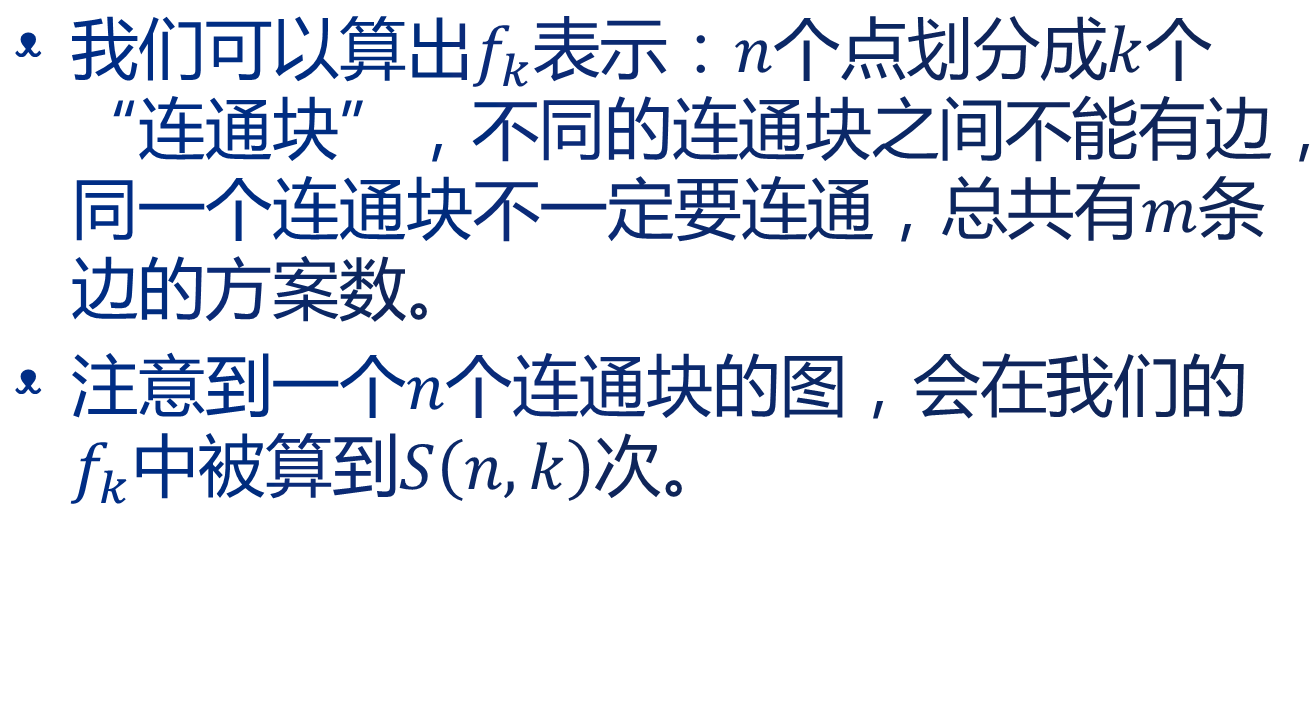 我们可以算出𝑓ₖ表示：𝑛个点划分成𝑘个
“连通块”，不同的连通块之间不能有边，
同一个连通块不一定要连通，总共有𝑚条
边的方案数。
注意到一个𝑛个连通块的图，会在我们的
𝑓ₖ中被算到𝑆(𝑛, 𝑘)次。